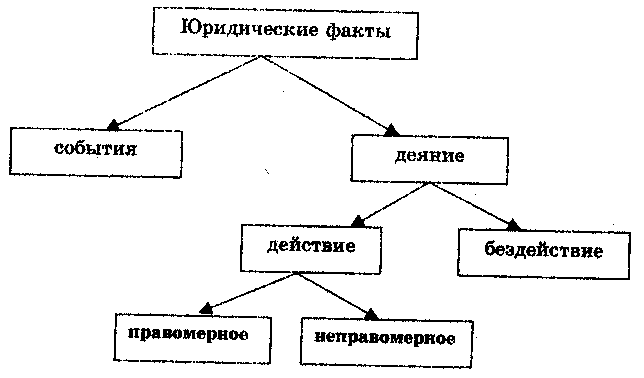 Юридические факты
события
деяние
действие
бездействие
правомерное
неправомерное